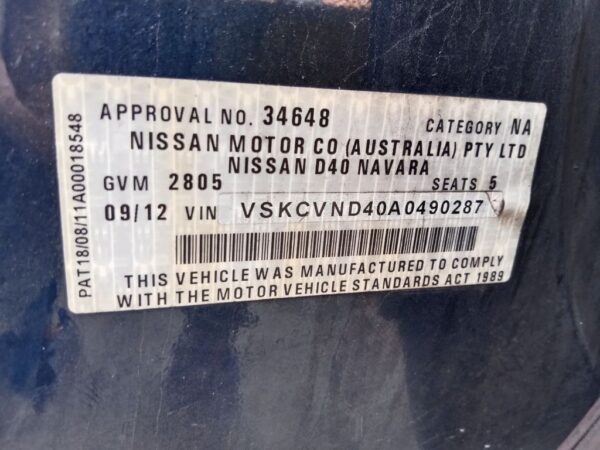 APPROVAL NO. 34648 CATEGORY NA
NISSAN MOTOR CO (AUSTRALIA) PTY LTD
NISSAN D40 NAVARA
GVM 2805 SEATS 5
09/12 VIN VSKCVND40A0490287
THIS VEHICLE WAS MANUFACTURED TO COMPLY
WITH THE MOTOR VEHICLE STANDARDS ACT 1989
PAT18/08/11A00018548